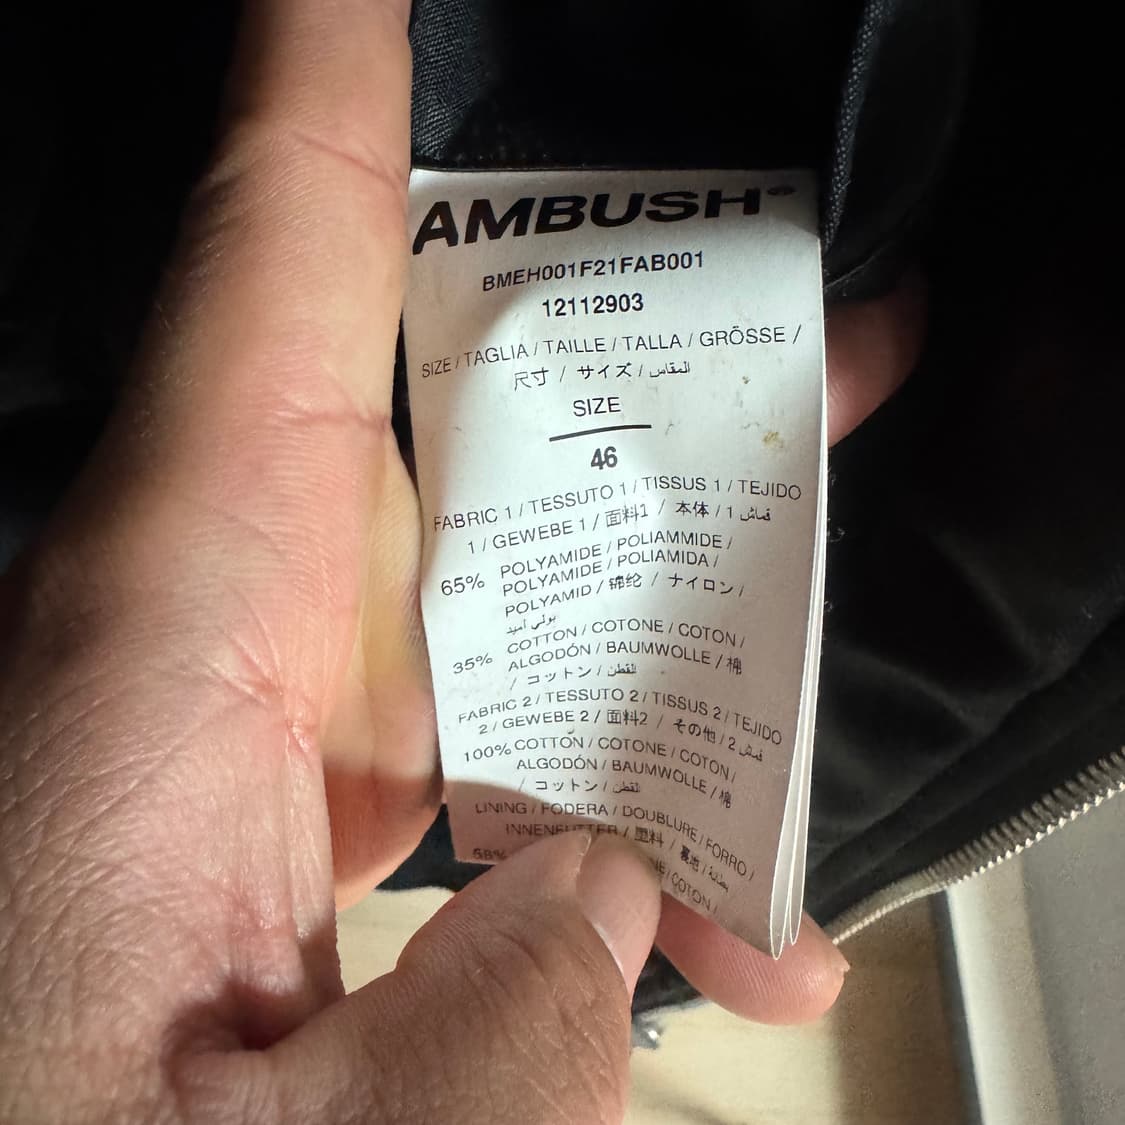 AMBUSH®
BMEH001F21FAB001
12112903
SIZE / TAGLIA / TAILLE / TALLA / GRÖSSE /
尺寸 / サイズ / المقاس
SIZE
46
FABRIC 1 / TESSUTO 1 / TISSUS 1 / TEJIDO
1 / GEWEBE 1 / 面料1 / 本体 / 1 قماش
65% POLYAMIDE / POLIAMMIDE /
POLYAMIDE / POLIAMIDA /
POLYAMID / 锦纶 / ナイロン /
بولي أميد
35% COTTON / COTONE / COTON /
ALGODÓN / BAUMWOLLE / 棉
/ コットン / القطن
FABRIC 2 / TESSUTO 2 / TISSUS 2 / TEJIDO
2 / GEWEBE 2 / 面料2 / その他 / 2 قماش
100% COTTON / COTONE / COTON /
ALGODÓN / BAUMWOLLE / 棉
/ コットン / القطن
LINING / FODERA / DOUBLURE / FORRO /
INNENFUTTER / 里料 / 裏地 / بطانة
58% / COTON /